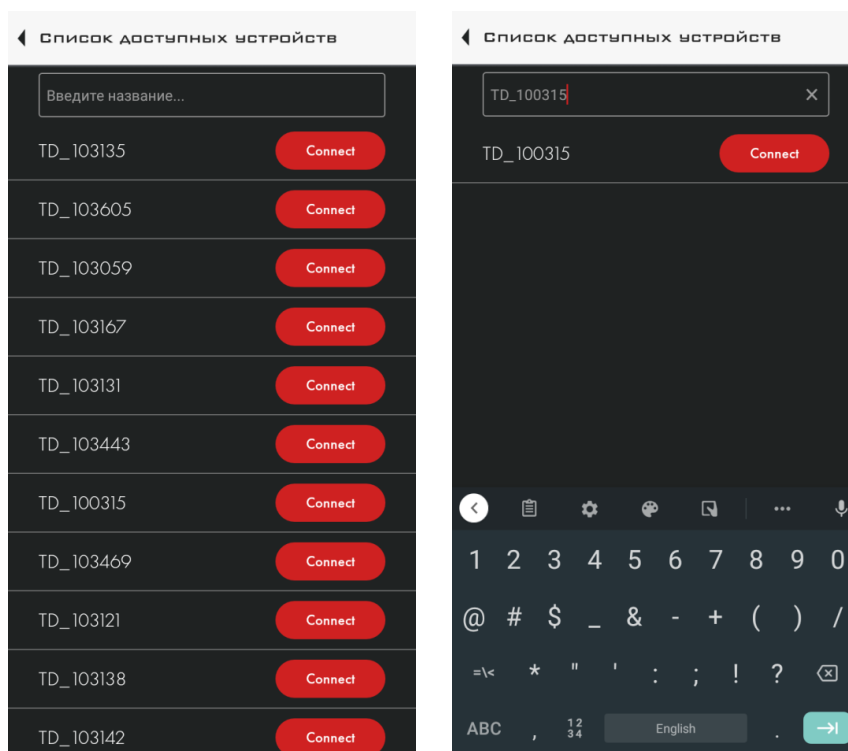 Список доступных устройств
Введите название...
TD_103135 Connect
TD_103605 Connect
TD_103059 Connect
TD_103167 Connect
TD_103131 Connect
TD_103443 Connect
TD_100315 Connect
TD_103469 Connect
TD_103121 Connect
TD_103138 Connect
TD_103142 Connect
Список доступных устройств
TD_100315
TD_100315 Connect
1 2 3 4 5 6 7 8 9 0
@ # $ _ & - + ( ) /
=\< * " ' : ; ! ?
ABC , 12 34 English .